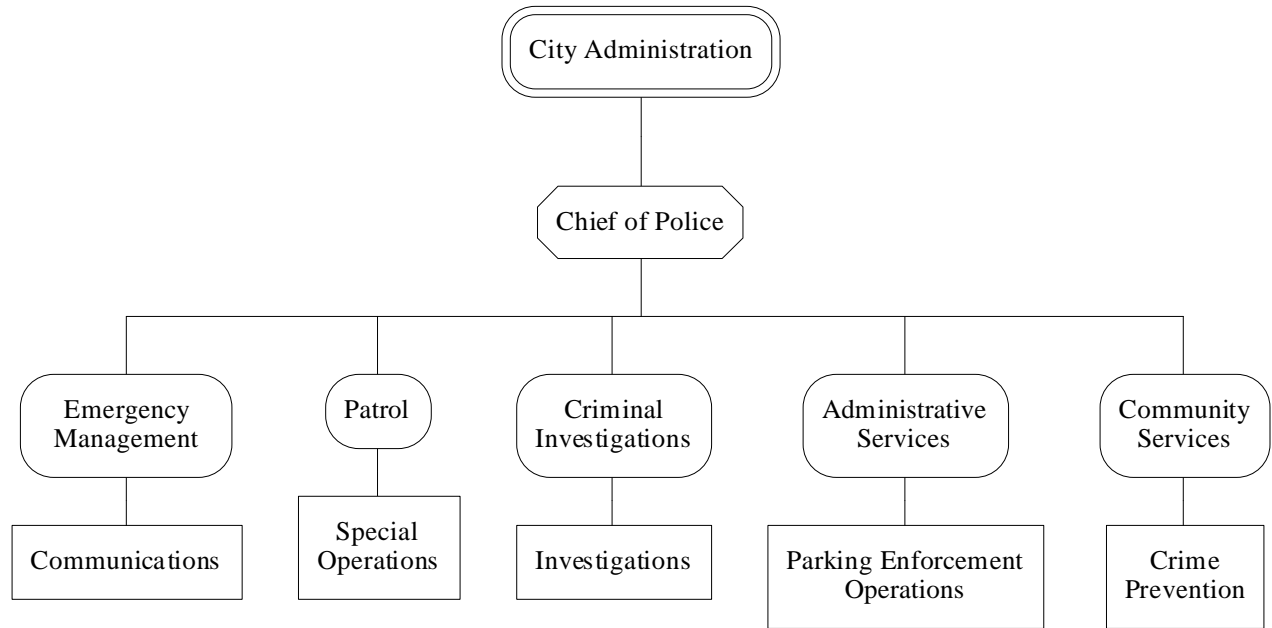 City Administration
Chief of Police
Emergency
Management
Patrol
Criminal
Investigations
Administrative
Services
Community
Services
Communications
Special
Operations
Investigations
Parking Enforcement
Operations
Crime
Prevention